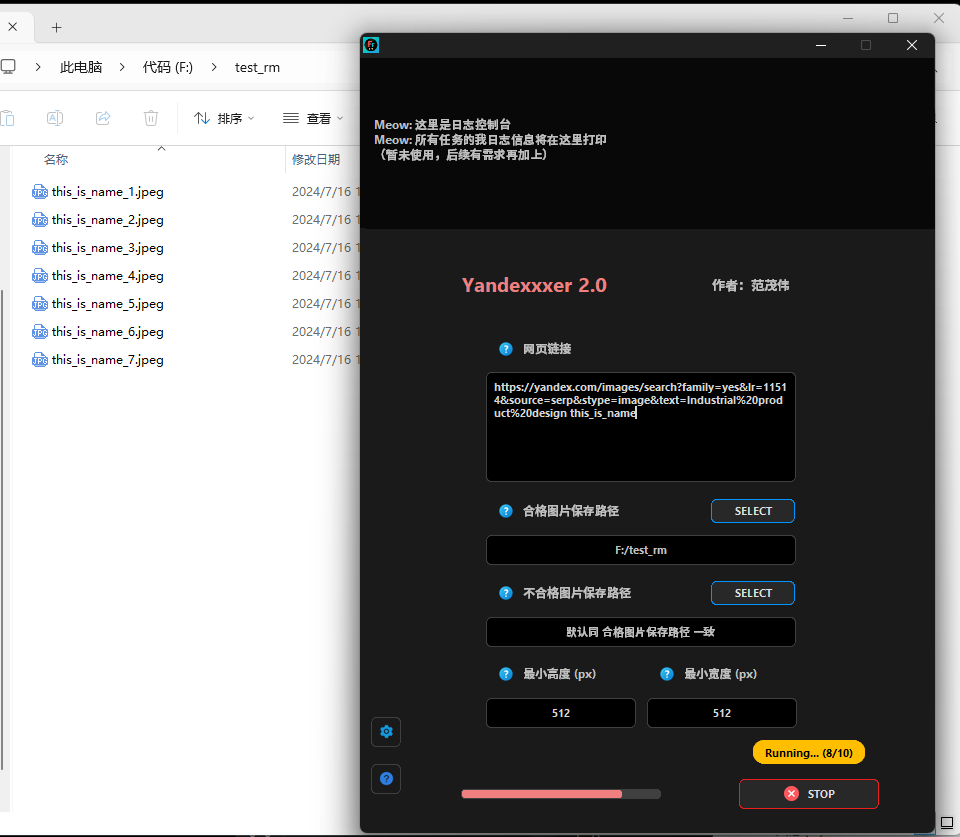 此电脑
代码 (F:)
test_rm
排序
查看
名称
修改日期
this_is_name_1.jpeg
2024/7/16 1
this_is_name_2.jpeg
2024/7/16 1
this_is_name_3.jpeg
2024/7/16 1
this_is_name_4.jpeg
2024/7/16 1
this_is_name_5.jpeg
2024/7/16 1
this_is_name_6.jpeg
2024/7/16 1
this_is_name_7.jpeg
2024/7/16 1
Meow: 这里是日志控制台
Meow: 所有任务的我日志信息将在这里打印
（暂未使用，后续有需求再加上）
Yandexxxer 2.0
作者：范茂伟
网页链接
https://yandex.com/images/search?family=yes&lr=1151
4&source=serp&stype=image&text=Industrial%20prod
uct%20design this_is_name
合格图片保存路径
SELECT
F:/test_rm
不合格图片保存路径
SELECT
默认同 合格图片保存路径 一致
最小高度 (px)
最小宽度 (px)
512
512
Running... (8/10)
STOP